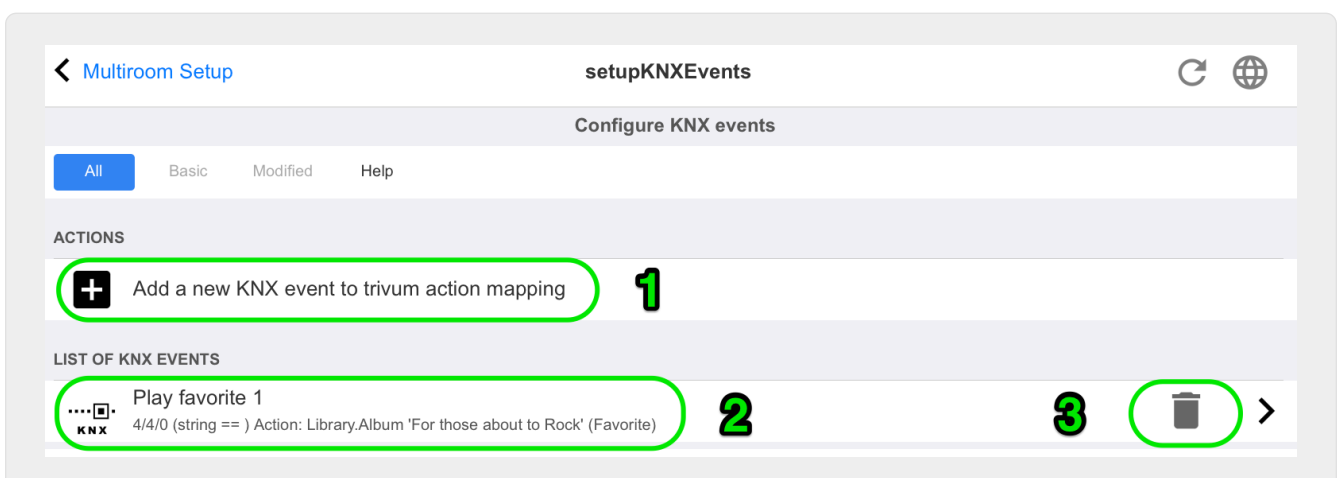 Multiroom Setup
setupKNXEvents
Configure KNX events
All Basic Modified Help
ACTIONS
Add a new KNX event to trivum action mapping
1
LIST OF KNX EVENTS
Play favorite 1
KNX
4/4/0 (string == ) Action: Library.Album 'For those about to Rock' (Favorite)
2
3